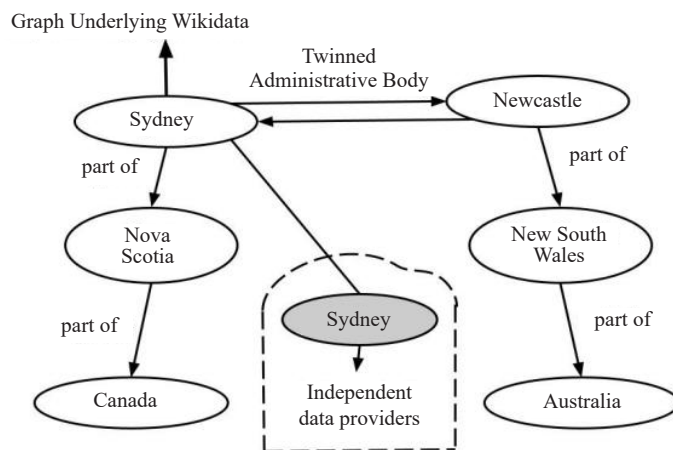 Graph Underlying Wikidata
Twinned
Administrative Body
Sydney
Newcastle
part of
part of
Nova
Scotia
New South
Wales
Sydney
part of
part of
Canada
Independent
data providers
Australia